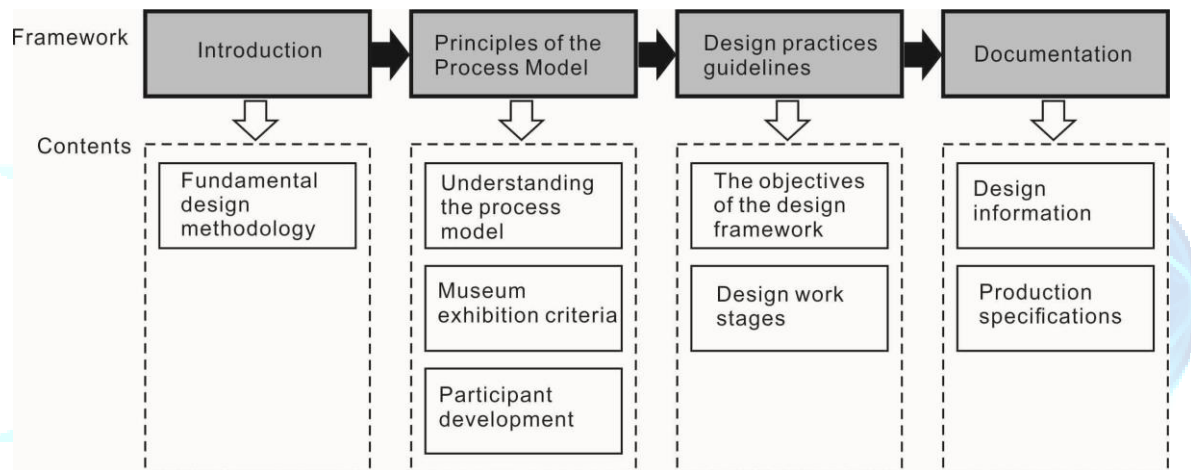 Framework
Introduction
Principles of the
Process Model
Design practices
guidelines
Documentation
Contents
Fundamental
design
methodology
Understanding
the process
model
Museum
exhibition criteria
Participant
development
The objectives
of the design
framework
Design work
stages
Design
information
Production
specifications